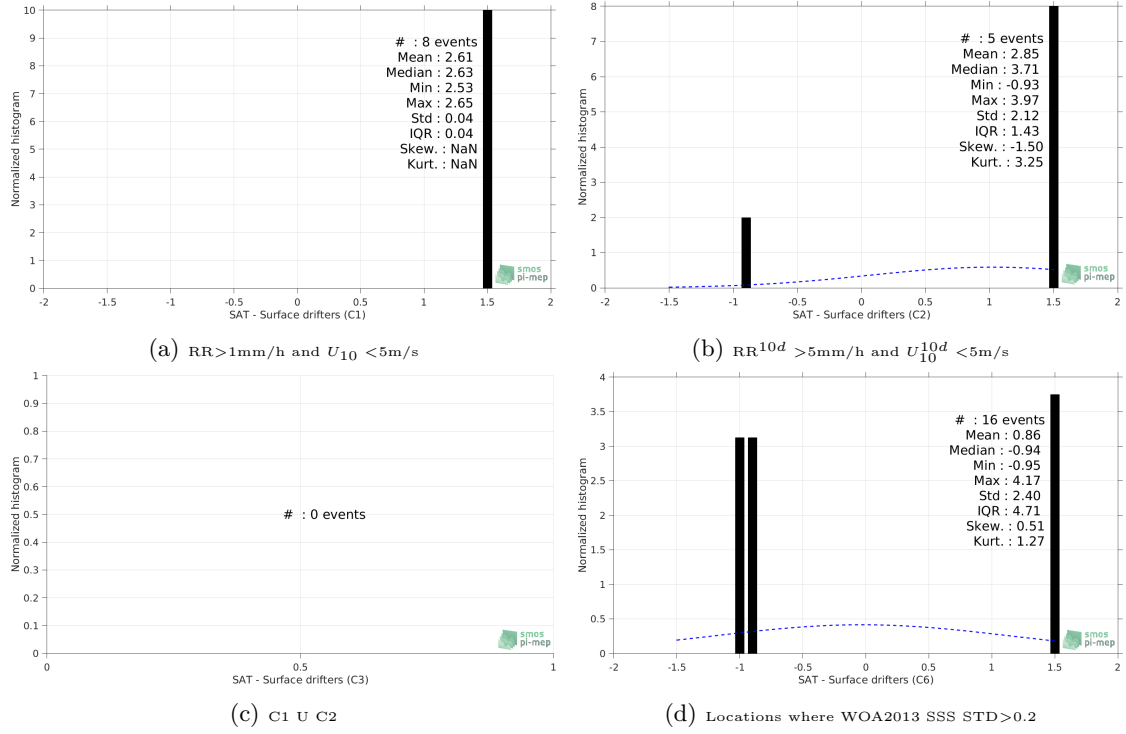 10
9
8
7
6
5
4
3
2
1
0
Normalized histogram
# : 8 events
Mean : 2.61
Median : 2.63
Min : 2.53
Max : 2.65
Std : 0.04
IQR : 0.04
Skew. : NaN
Kurt. : NaN
smos
pi-mep
-2 -1.5 -1 -0.5 0 0.5 1 1.5 2
SAT - Surface drifters (C1)
(a) RR>1mm/h and U10 <5m/s
8
7
6
5
4
3
2
1
0
Normalized histogram
# : 5 events
Mean : 2.85
Median : 3.71
Min : -0.93
Max : 3.97
Std : 2.12
IQR : 1.43
Skew. : -1.50
Kurt. : 3.25
smos
pi-mep
-2 -1.5 -1 -0.5 0 0.5 1 1.5 2
SAT - Surface drifters (C2)
(b) RR^10d >5mm/h and U10^10d <5m/s
1
0.9
0.8
0.7
0.6
0.5
0.4
0.3
0.2
0.1
0
Normalized histogram
# : 0 events
smos
pi-mep
0 0.5 1
SAT - Surface drifters (C3)
(c) C1 U C2
4
3.5
3
2.5
2
1.5
1
0.5
0
Normalized histogram
# : 16 events
Mean : 0.86
Median : -0.94
Min : -0.95
Max : 4.17
Std : 2.40
IQR : 4.71
Skew. : 0.51
Kurt. : 1.27
smos
pi-mep
-2 -1.5 -1 -0.5 0 0.5 1 1.5 2
SAT - Surface drifters (C6)
(d) Locations where WOA2013 SSS STD>0.2